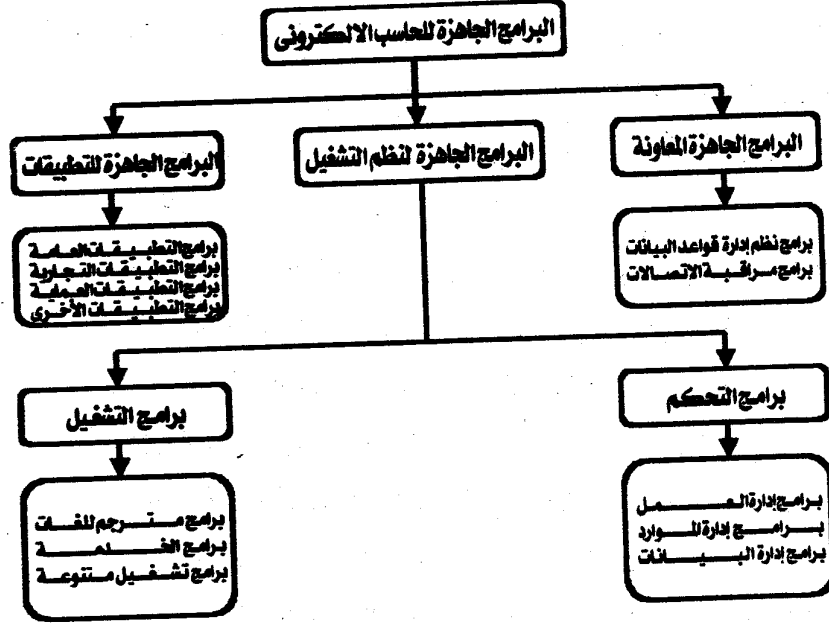 البرامج الجاهزة للحاسب الالكترونى
البرامج الجاهزة المعاونة
البرامج الجاهزة لنظم التشغيل
البرامج الجاهزة للتطبيقات
برامج نظم إدارة قواعد البيانات
برامج مراقبة الاتصالات
برامج التطبيقات العامة
برامج التطبيقات التجارية
برامج التطبيقات العملية
برامج التطبيقات الأخرى
برامج التحكم
برامج التشغيل
برامج إدارة العمل
برامج إدارة الموارد
برامج إدارة البيانات
برامج مترجم للغات
برامج الخدمة
برامج تشغيل متنوعة